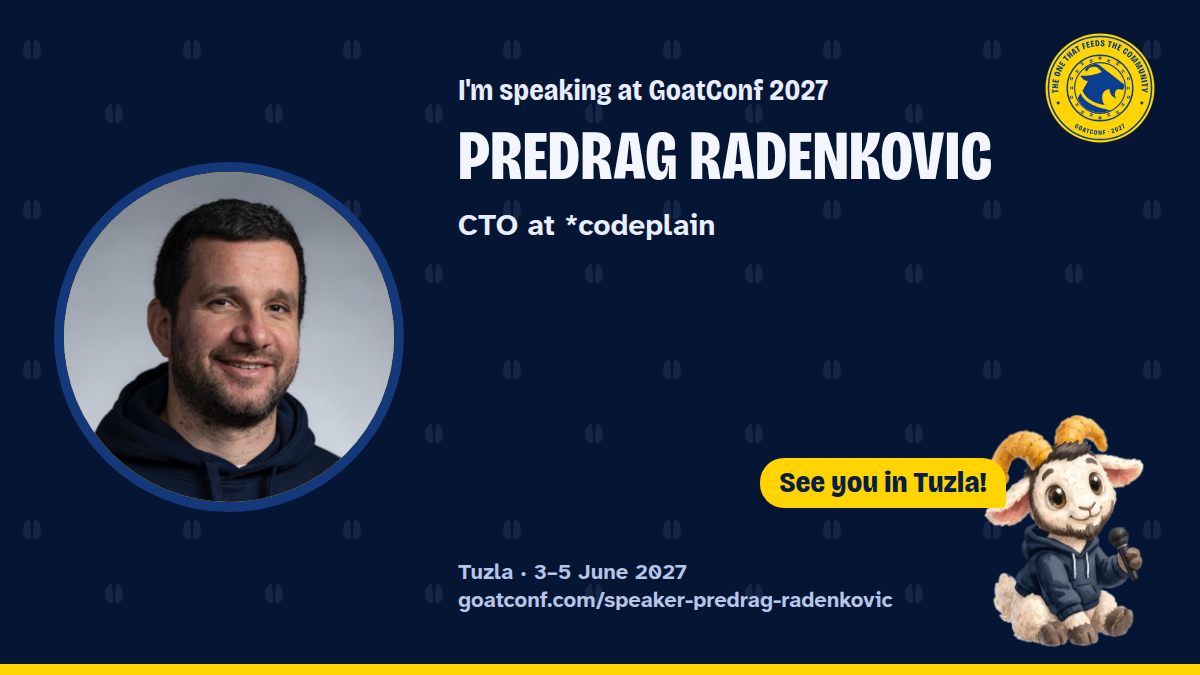 THE ONE THAT FEEDS THE COMMUNITY
GOATCONF · 2027
I'm speaking at GoatConf 2027
PREDRAG RADENKOVIC
CTO at *codeplain
See you in Tuzla!
Tuzla · 3–5 June 2027
goatconf.com/speaker-predrag-radenkovic